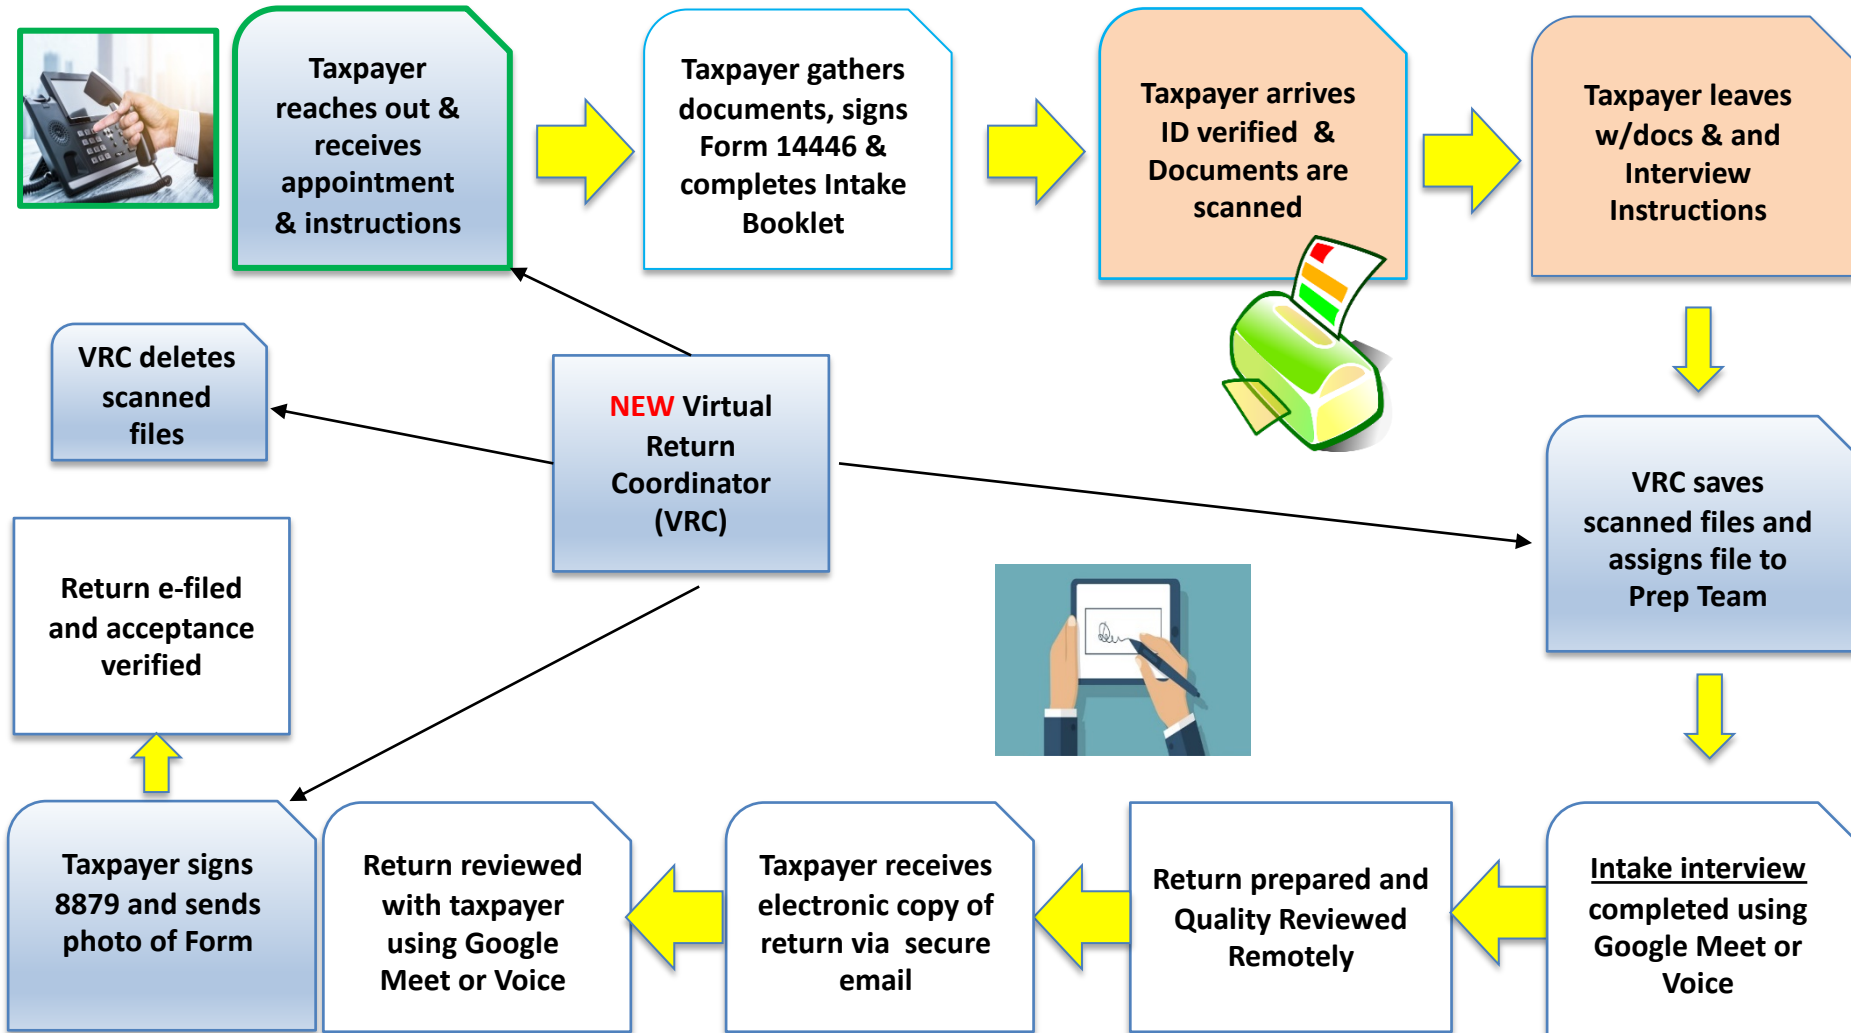 Taxpayer
reaches out &
receives
appointment
& instructions
Taxpayer gathers
documents, signs
Form 14446 &
completes Intake
Booklet
Taxpayer arrives
ID verified &
Documents are
scanned
Taxpayer leaves
w/docs & and
Interview
Instructions
VRC deletes
scanned
files
NEW Virtual
Return
Coordinator
(VRC)
VRC saves
scanned files and
assigns file to
Prep Team
Return e-filed
and acceptance
verified
Taxpayer signs
8879 and sends
photo of Form
Return reviewed
with taxpayer
using Google
Meet or Voice
Taxpayer receives
electronic copy of
return via secure
email
Return prepared and
Quality Reviewed
Remotely
Intake interview
completed using
Google Meet or
Voice